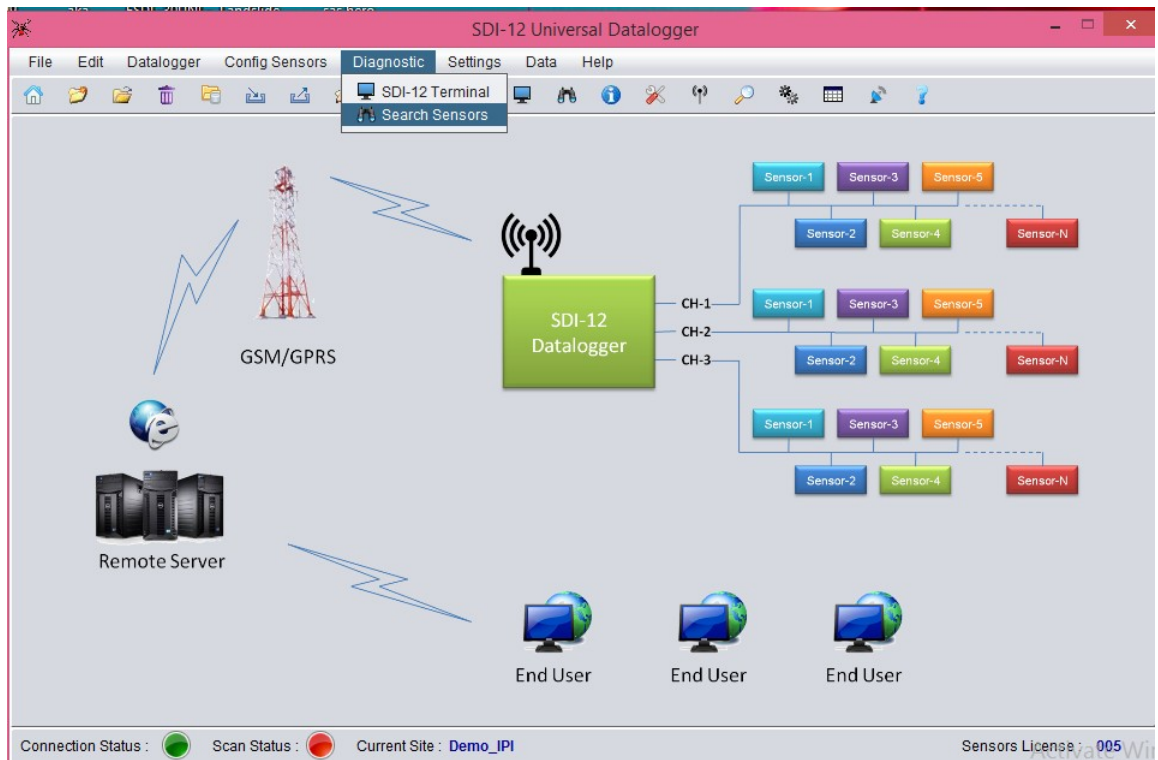 SDI-12 Universal Datalogger
File Edit Datalogger Config Sensors Diagnostic Settings Data Help
SDI-12 Terminal
Search Sensors
Sensor-1 Sensor-3 Sensor-5
Sensor-2 Sensor-4 Sensor-N
GSM/GPRS
SDI-12
Datalogger
CH-1
CH-2
CH-3
Sensor-1 Sensor-3 Sensor-5
Sensor-2 Sensor-4 Sensor-N
Sensor-1 Sensor-3 Sensor-5
Sensor-2 Sensor-4 Sensor-N
Remote Server
End User End User End User
Connection Status : Scan Status : Current Site : Demo_IPI Sensors License : 005
Activate Win